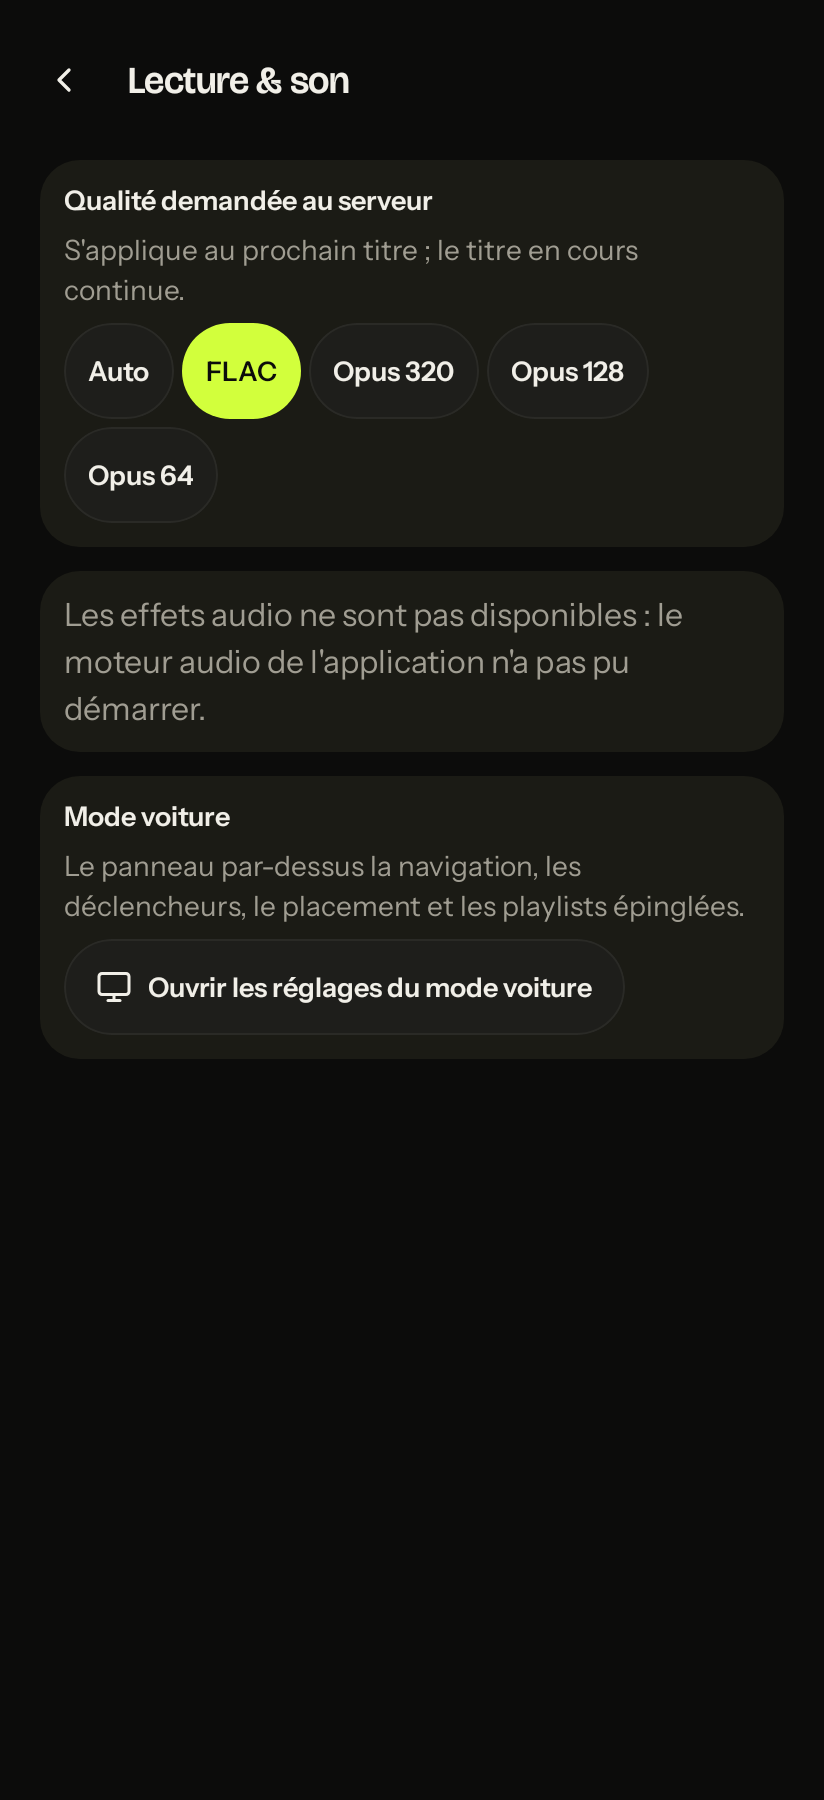 Lecture & son
Qualité demandée au serveur
S'applique au prochain titre ; le titre en cours
continue.
Auto
FLAC
Opus 320
Opus 128
Opus 64
Les effets audio ne sont pas disponibles : le
moteur audio de l'application n'a pas pu
démarrer.
Mode voiture
Le panneau par-dessus la navigation, les
déclencheurs, le placement et les playlists épinglées.
Ouvrir les réglages du mode voiture